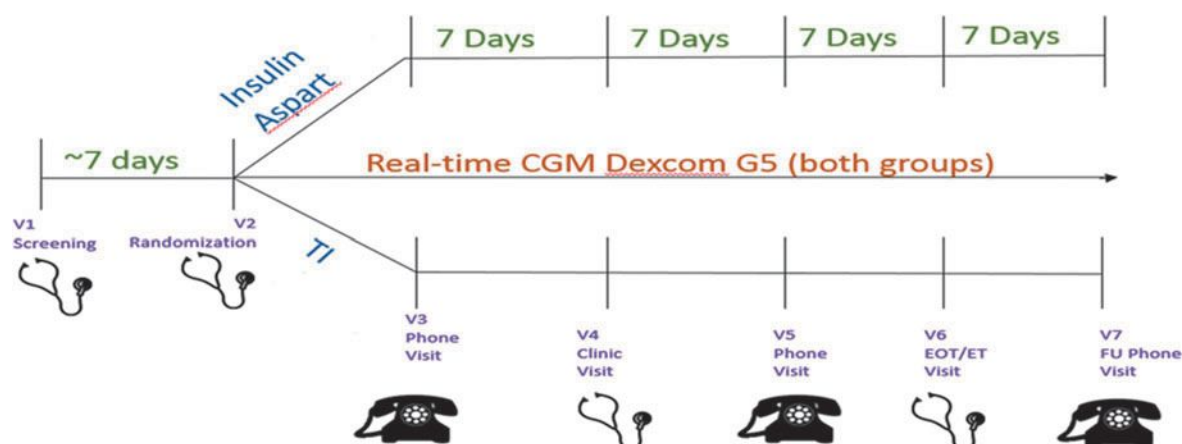 7 Days
7 Days
7 Days
7 Days
Insulin
Aspart
~7 days
Real-time CGM Dexcom G5 (both groups)
V1
Screening
V2
Randomization
TI
V3
Phone
Visit
V4
Clinic
Visit
V5
Phone
Visit
V6
EOT/ET
Visit
V7
FU Phone
Visit